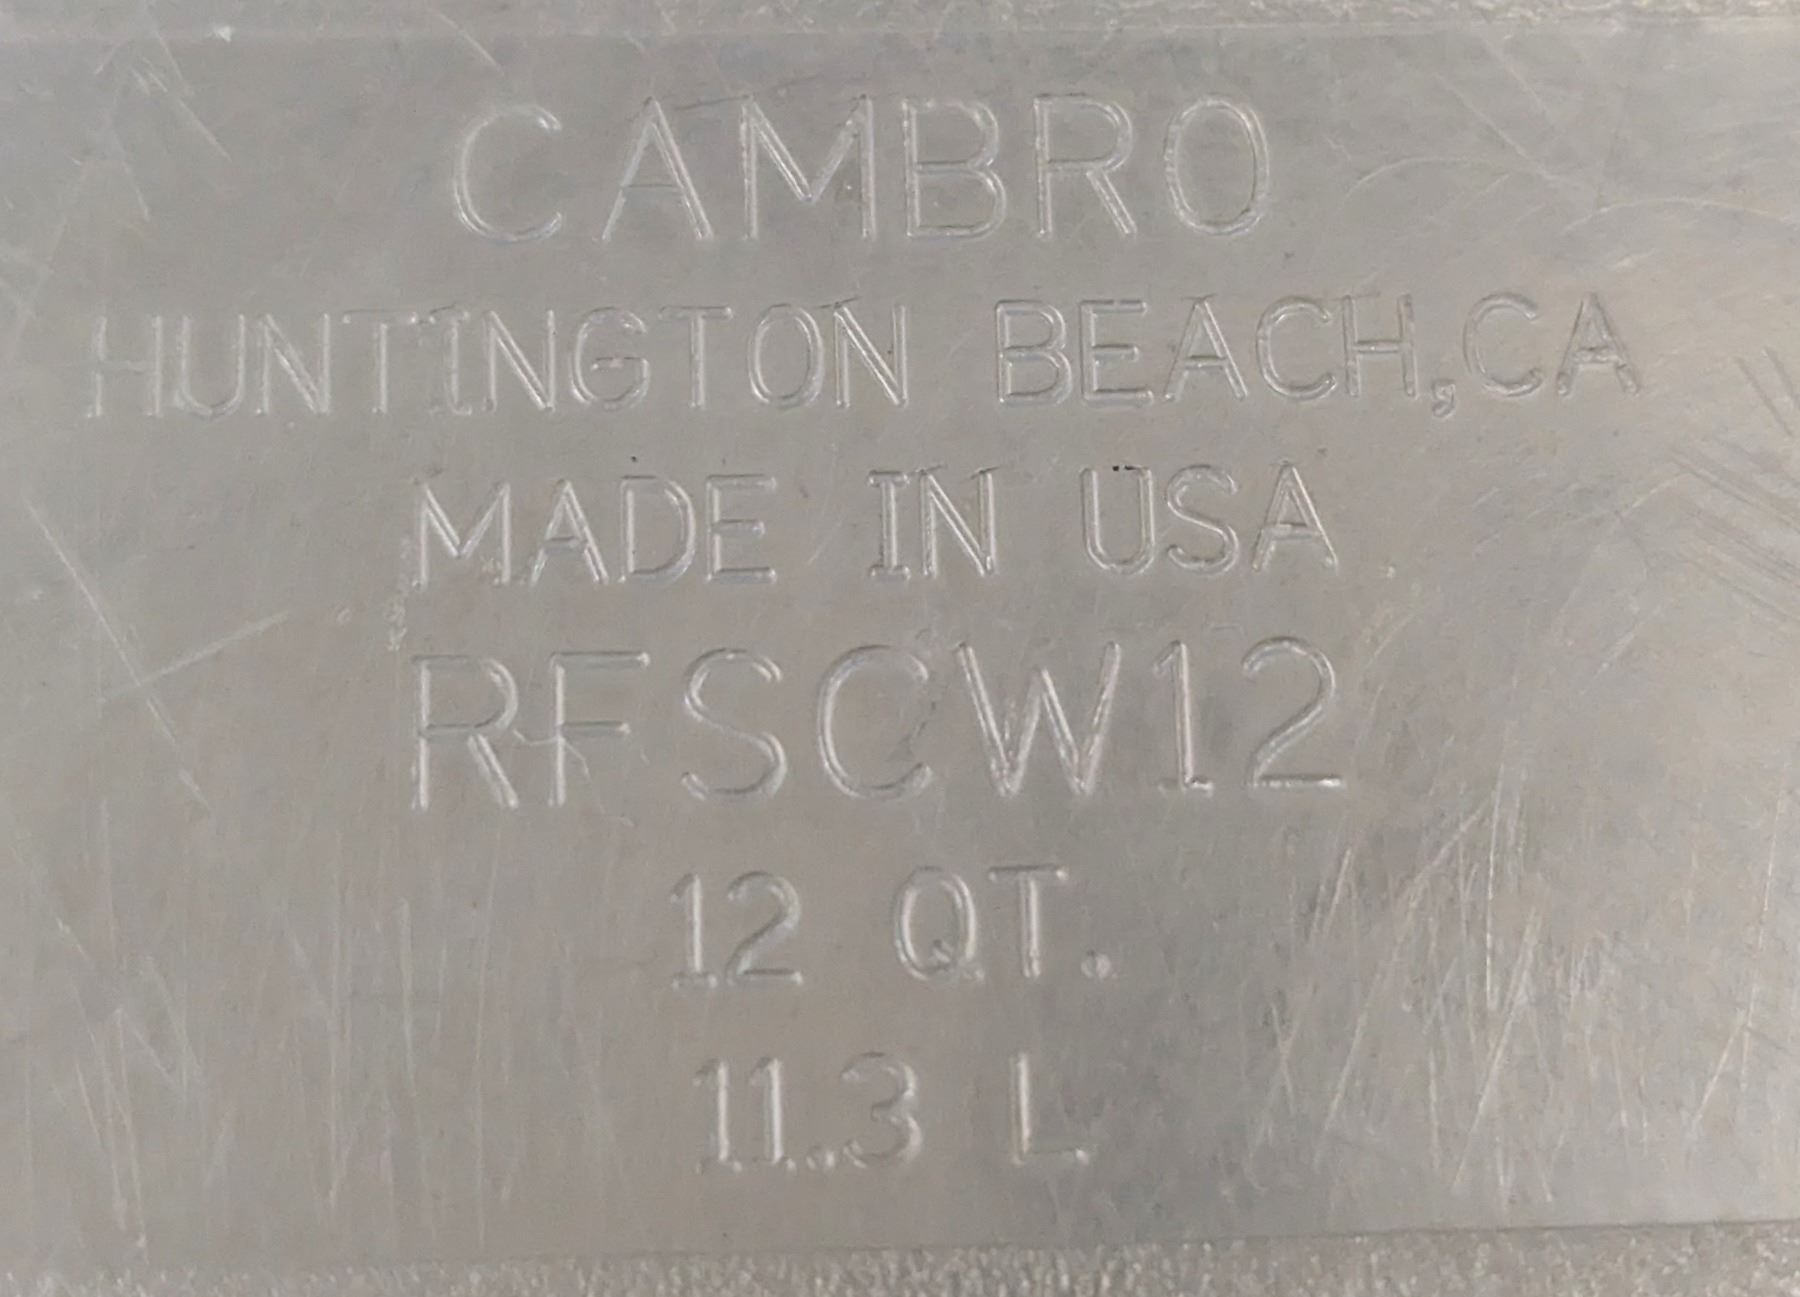 CAMBRO
HUNTINGTON BEACH,CA
MADE IN USA
RFSCW12
12 QT.
11.3 L